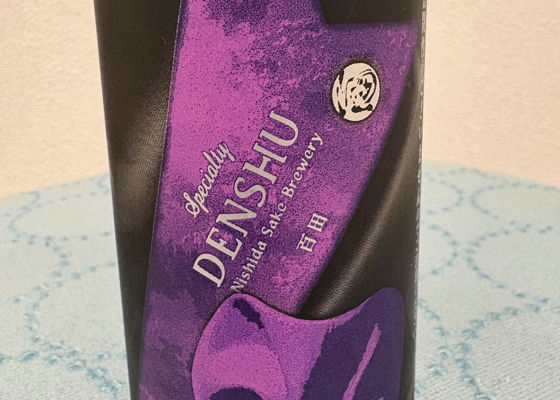 Specialty
DENSHU
Nishida Sake Brewery
百田